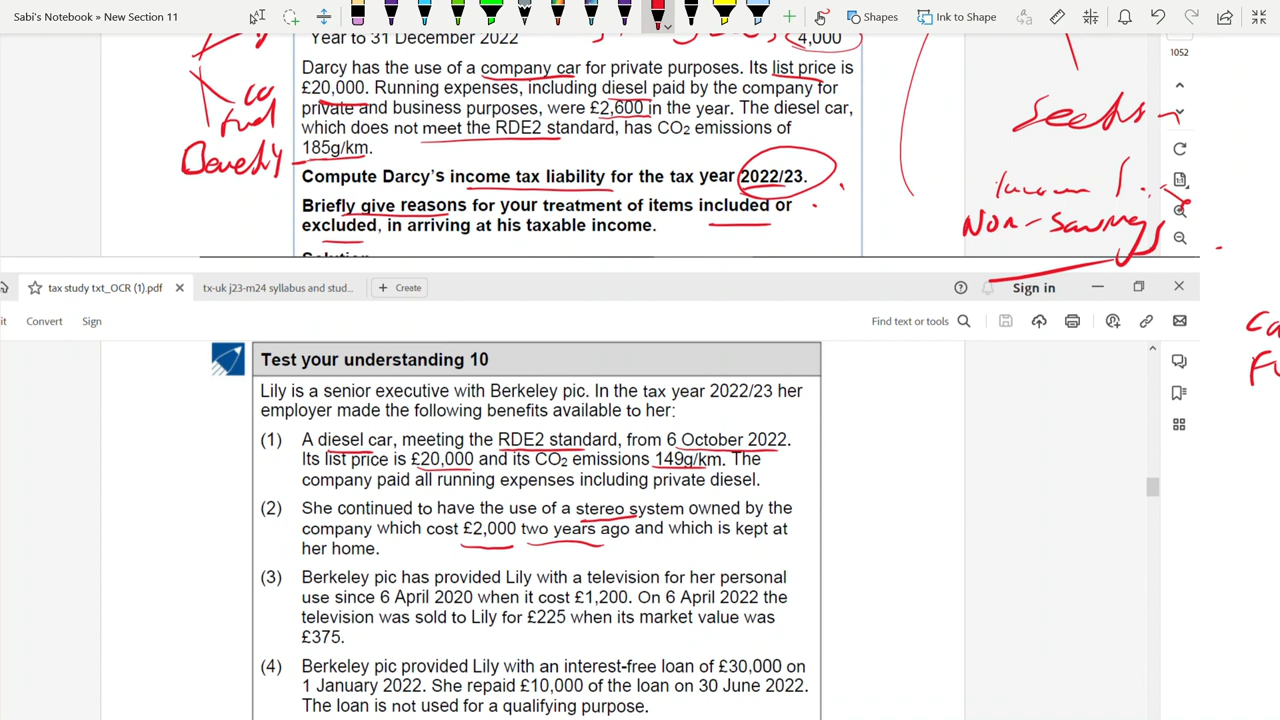 Sabi's Notebook » New Section 11
Shapes
Ink to Shape
Year to 31 December 2022
4,000
1052
Darcy has the use of a company car for private purposes. Its list price is
£20,000. Running expenses, including diesel paid by the company for
private and business purposes, were £2,600 in the year. The diesel car,
which does not meet the RDE2 standard, has CO2 emissions of
185g/km.
Fuel
Benefit
Compute Darcy's income tax liability for the tax year 2022/23.
Briefly give reasons for your treatment of items included or
excluded, in arriving at his taxable income.
Solution
Non-Savings
tax study txt_OCR (1).pdf
tx-uk j23-m24 syllabus and stud...
Create
Sign in
Convert
Sign
Find text or tools
Test your understanding 10
Lily is a senior executive with Berkeley pic. In the tax year 2022/23 her
employer made the following benefits available to her:
(1) A diesel car, meeting the RDE2 standard, from 6 October 2022.
Its list price is £20,000 and its CO2 emissions 149g/km. The
company paid all running expenses including private diesel.
(2) She continued to have the use of a stereo system owned by the
company which cost £2,000 two years ago and which is kept at
her home.
(3) Berkeley pic has provided Lily with a television for her personal
use since 6 April 2020 when it cost £1,200. On 6 April 2022 the
television was sold to Lily for £225 when its market value was
£375.
(4) Berkeley pic provided Lily with an interest-free loan of £30,000 on
1 January 2022. She repaid £10,000 of the loan on 30 June 2022.
The loan is not used for a qualifying purpose.